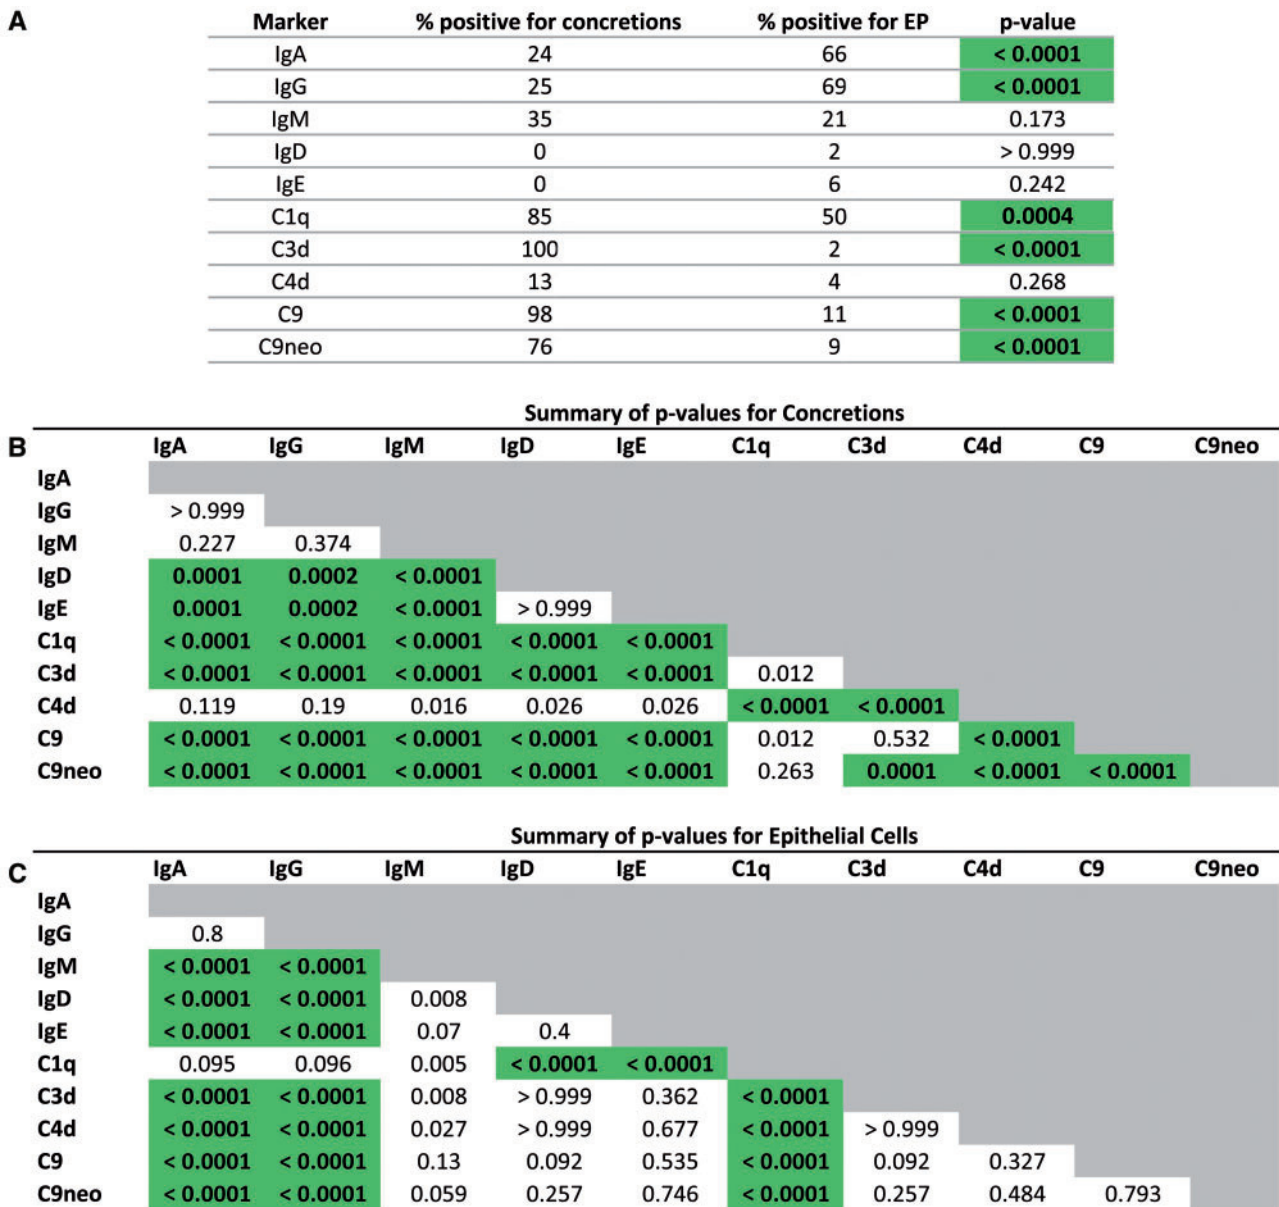 A
Marker % positive for concretions % positive for EP p-value
IgA 24 66 < 0.0001
IgG 25 69 < 0.0001
IgM 35 21 0.173
IgD 0 2 > 0.999
IgE 0 6 0.242
C1q 85 50 0.0004
C3d 100 2 < 0.0001
C4d 13 4 0.268
C9 98 11 < 0.0001
C9neo 76 9 < 0.0001
Summary of p-values for Concretions
B IgA IgG IgM IgD IgE C1q C3d C4d C9 C9neo
IgA
IgG > 0.999
IgM 0.227 0.374
IgD 0.0001 0.0002 < 0.0001
IgE 0.0001 0.0002 < 0.0001 > 0.999
C1q < 0.0001 < 0.0001 < 0.0001 < 0.0001 < 0.0001
C3d < 0.0001 < 0.0001 < 0.0001 < 0.0001 < 0.0001 0.012
C4d 0.119 0.19 0.016 0.026 0.026 < 0.0001 < 0.0001
C9 < 0.0001 < 0.0001 < 0.0001 < 0.0001 < 0.0001 0.012 0.532 < 0.0001
C9neo < 0.0001 < 0.0001 < 0.0001 < 0.0001 < 0.0001 0.263 0.0001 < 0.0001 < 0.0001
Summary of p-values for Epithelial Cells
C IgA IgG IgM IgD IgE C1q C3d C4d C9 C9neo
IgA
IgG 0.8
IgM < 0.0001 < 0.0001
IgD < 0.0001 < 0.0001 0.008
IgE < 0.0001 < 0.0001 0.07 0.4
C1q 0.095 0.096 0.005 < 0.0001 < 0.0001
C3d < 0.0001 < 0.0001 0.008 > 0.999 0.362 < 0.0001
C4d < 0.0001 < 0.0001 0.027 > 0.999 0.677 < 0.0001 > 0.999
C9 < 0.0001 < 0.0001 0.13 0.092 0.535 < 0.0001 0.092 0.327
C9neo < 0.0001 < 0.0001 0.059 0.257 0.746 < 0.0001 0.257 0.484 0.793